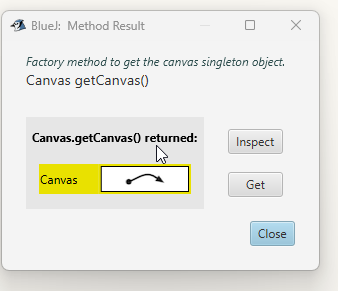 BlueJ: Method Result
Factory method to get the canvas singleton object.
Canvas getCanvas()
Canvas.getCanvas() returned:
Inspect
Canvas
Get
Close